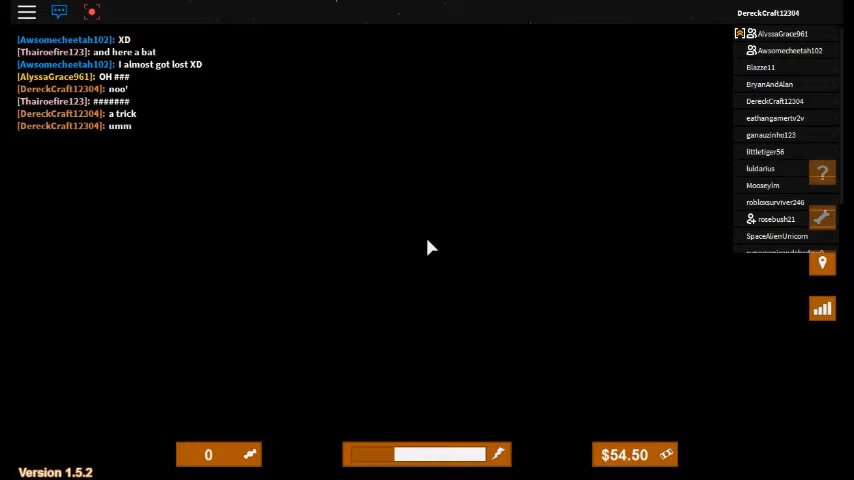 DereckCraft12304
[Awsomecheetah102]: XD
[Thairoefire123]: and here a bat
[Awsomecheetah102]: I almost got lost XD
[AlyssaGrace961]: OH ###
[DereckCraft12304]: noo'
[Thairoefire123]: #######
[DereckCraft12304]: a trick
[DereckCraft12304]: umm
AlyssaGrace961
Awsomecheetah102
Blazze11
BryanAndAlan
DereckCraft12304
eathangamertv2v
ganauzinho123
littletiger56
luldarius
Mooseylm
robloxsurviver246
rosebush21
SpaceAlienUnicorn
?
0
$54.50
Version 1.5.2